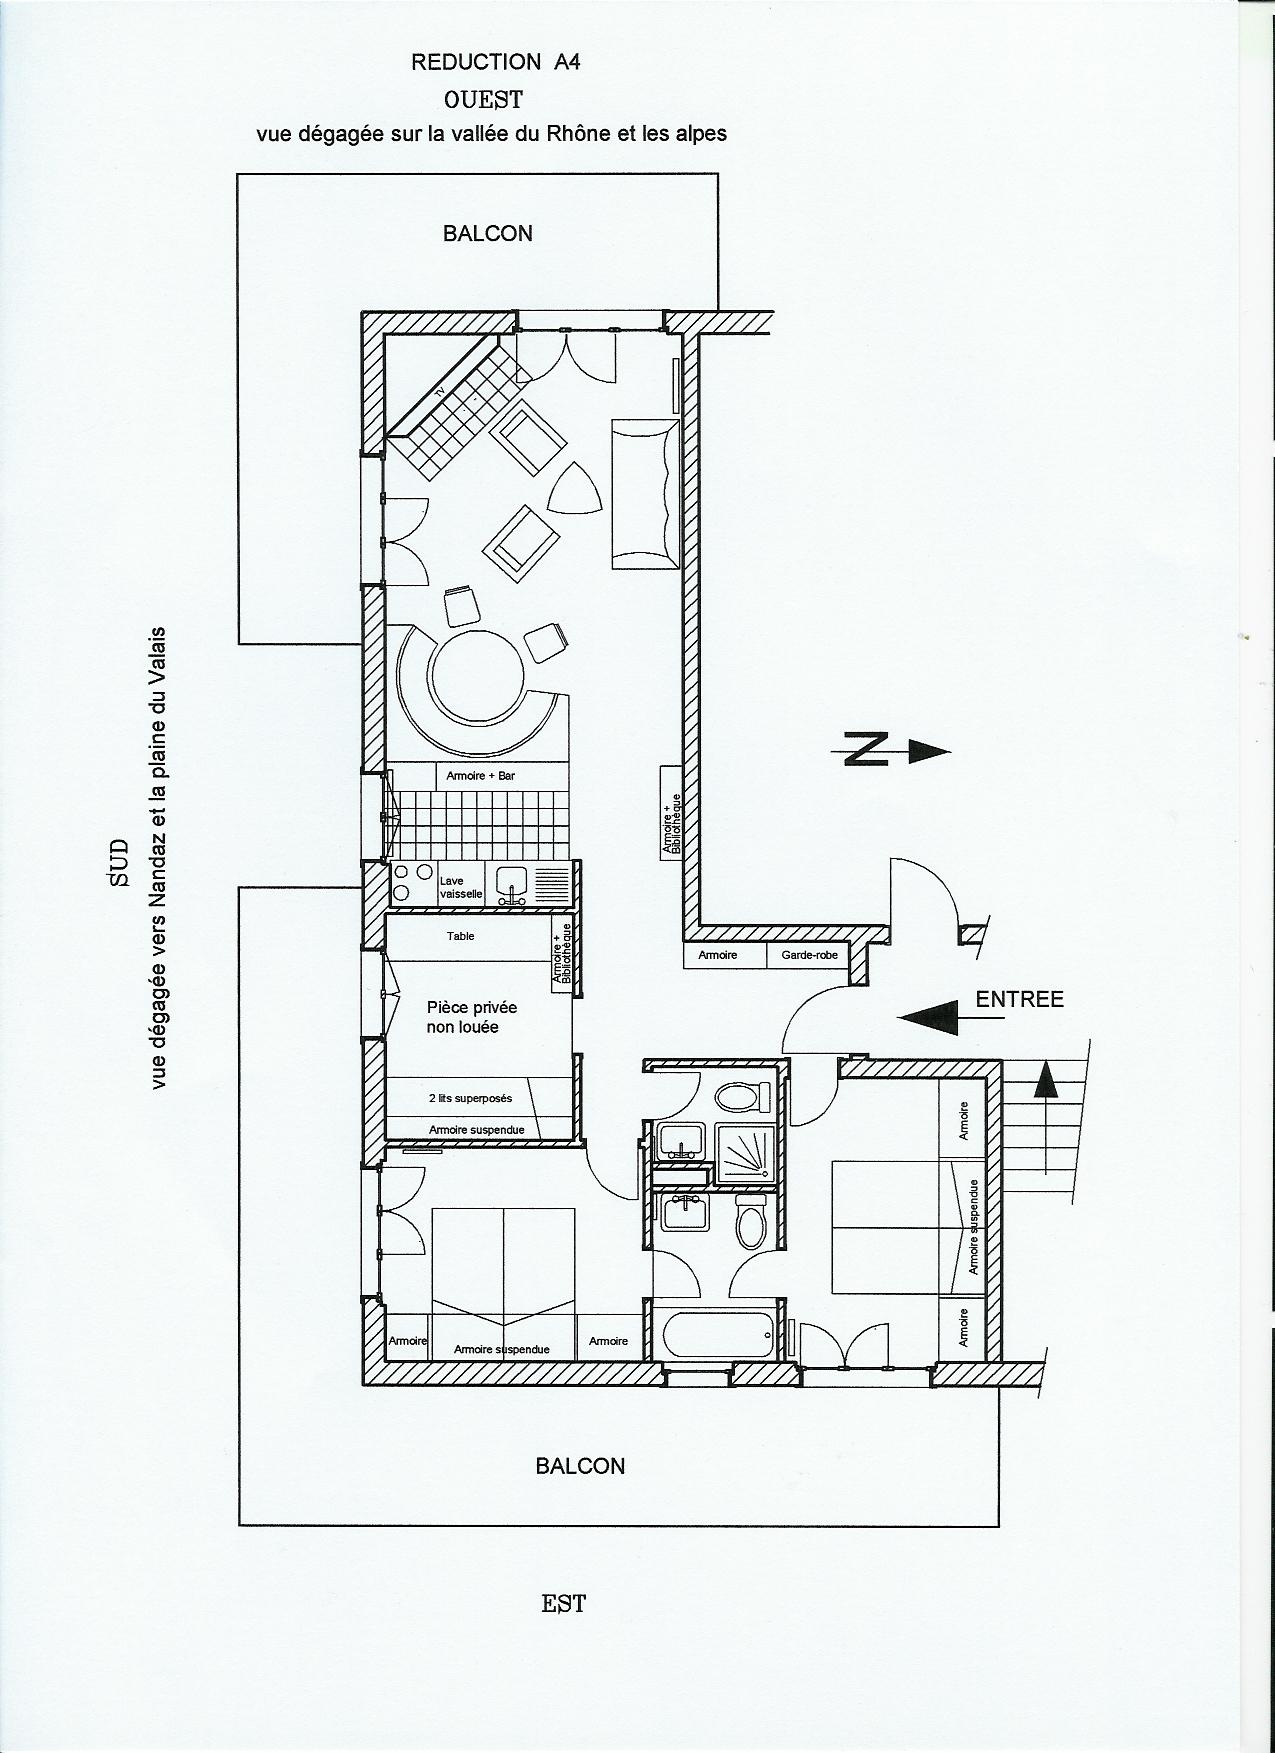 REDUCTION A4
OUEST
vue dégagée sur la vallée du Rhône et les alpes
BALCON
TV
SUD
vue dégagée vers Nandaz et la plaine du Valais
Armoire + Bar
Armoire +
Bibliothèque
N
Lave
vaisselle
Table
Armoire +
Bibliothèque
Armoire
Garde-robe
Pièce privée
non louée
ENTREE
2 lits superposés
Armoire suspendue
Armoire
Armoire suspendue
Armoire
Armoire
Armoire suspendue
Armoire
BALCON
EST